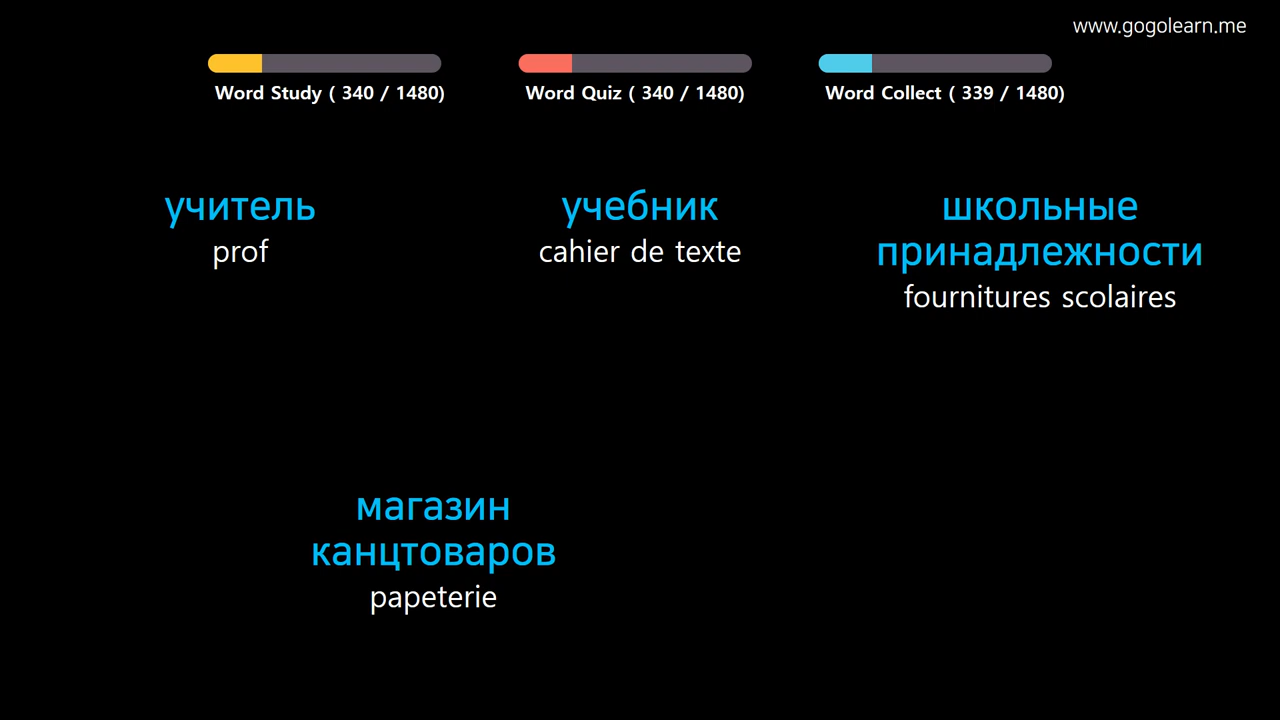 www.gogolearn.me
Word Study ( 340 / 1480)
Word Quiz ( 340 / 1480)
Word Collect ( 339 / 1480)
учитель
prof
учебник
cahier de texte
школьные
принадлежности
fournitures scolaires
магазин
канцтоваров
papeterie